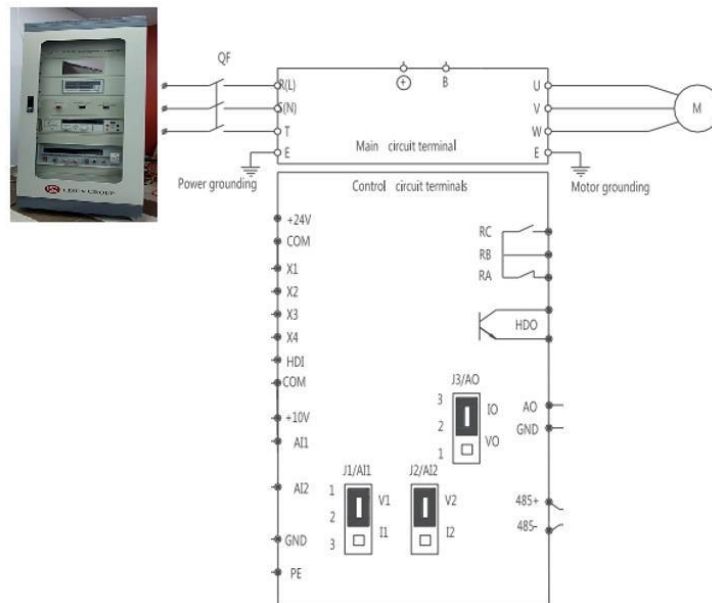 QF
R(L)
S(N)
T
E
Power grounding
B
Main circuit terminal
U
V
W
E
M
Motor grounding
Control circuit terminals
+24V
COM
X1
X2
X3
X4
HDI
COM
+10V
AI1
AI2
GND
PE
RC
RB
RA
HDO
J3/AO
3
IO
2
VO
1
AO
GND
J1/AI1
1
V1
2
I1
3
J2/AI2
V2
I2
485+
485-
GROUP